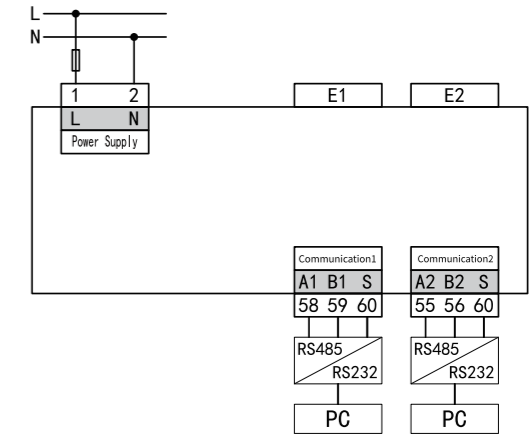 L
N
1 2
E1
E2
L N
Power Supply
Communication1
Communication2
A1 B1 S
A2 B2 S
58 59 60
55 56 60
RS485
RS232
RS485
RS232
PC
PC